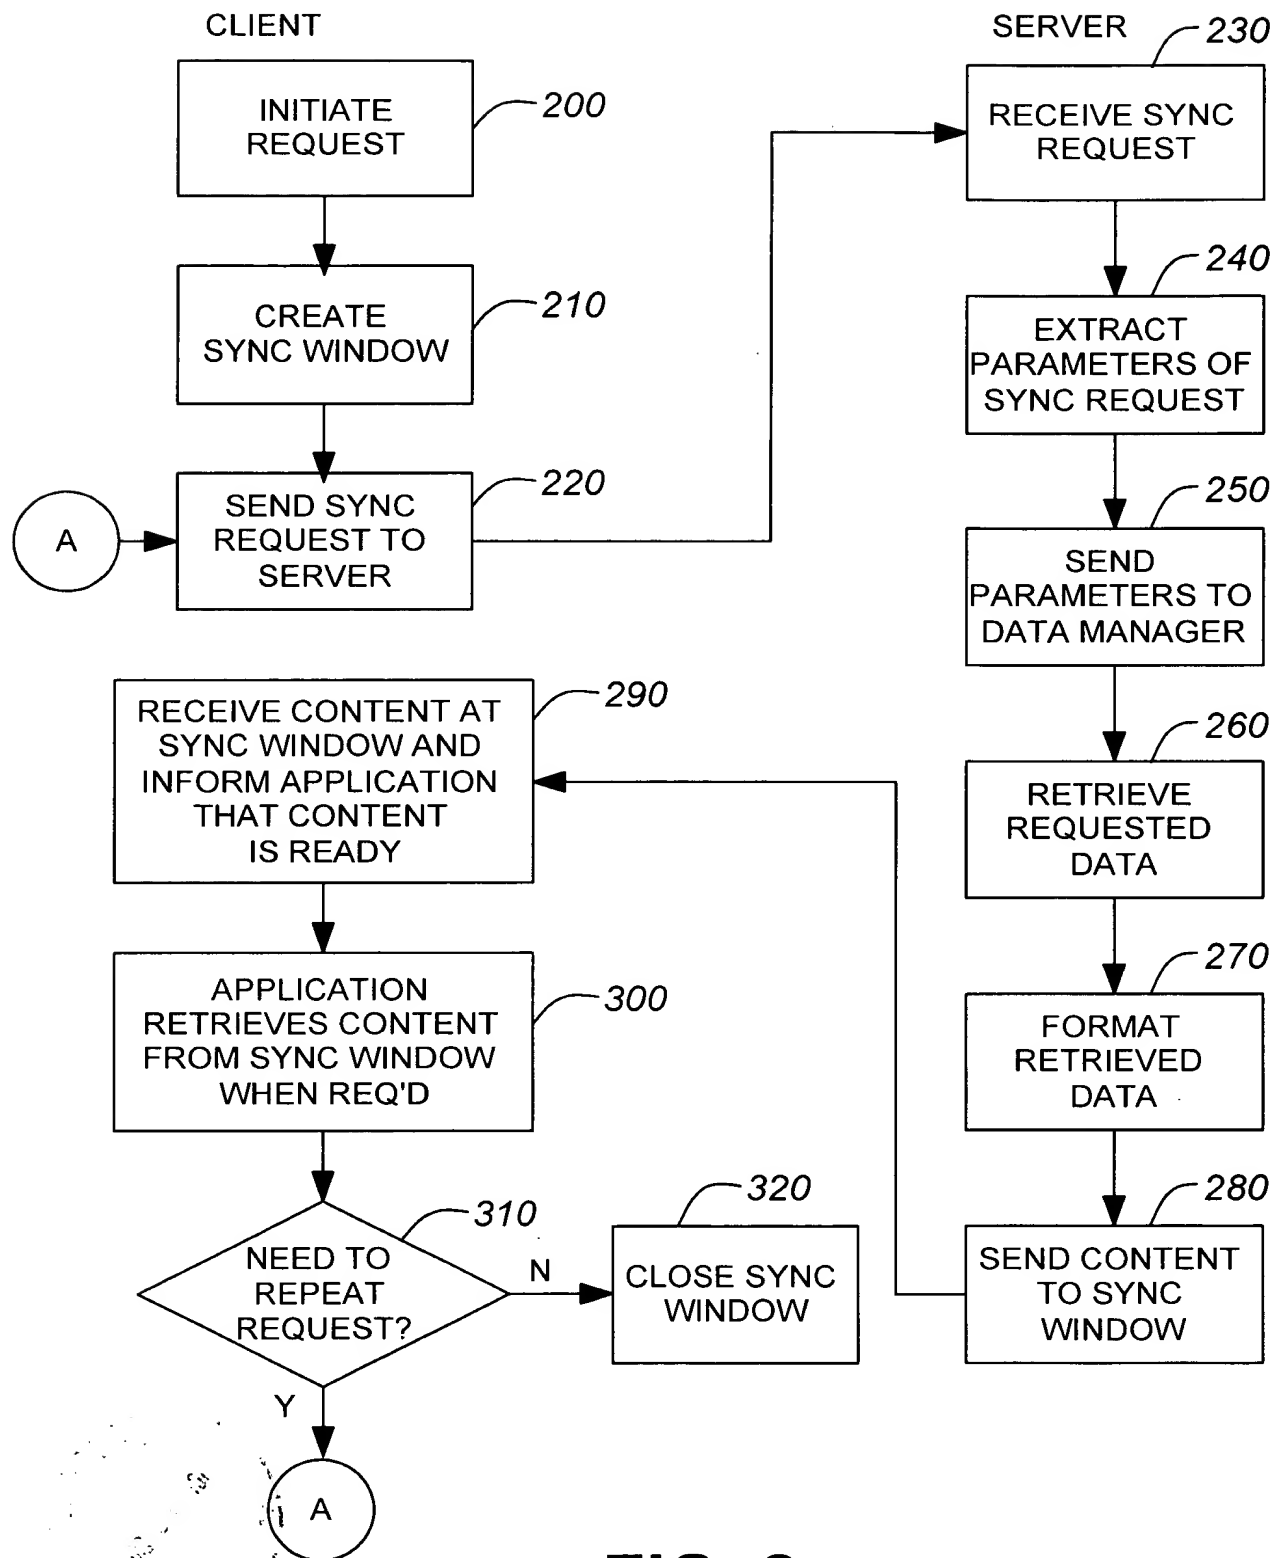 CLIENT
INITIATE
REQUEST
200
CREATE
SYNC WINDOW
210
A
SEND SYNC
REQUEST TO
SERVER
220
SERVER
230
RECEIVE SYNC
REQUEST
240
EXTRACT
PARAMETERS OF
SYNC REQUEST
250
SEND
PARAMETERS TO
DATA MANAGER
260
RETRIEVE
REQUESTED
DATA
270
FORMAT
RETRIEVED
DATA
280
SEND CONTENT
TO SYNC
WINDOW
290
RECEIVE CONTENT AT
SYNC WINDOW AND
INFORM APPLICATION
THAT CONTENT
IS READY
300
APPLICATION
RETRIEVES CONTENT
FROM SYNC WINDOW
WHEN REQ'D
310
NEED TO
REPEAT
REQUEST?
N
320
CLOSE SYNC
WINDOW
Y
A